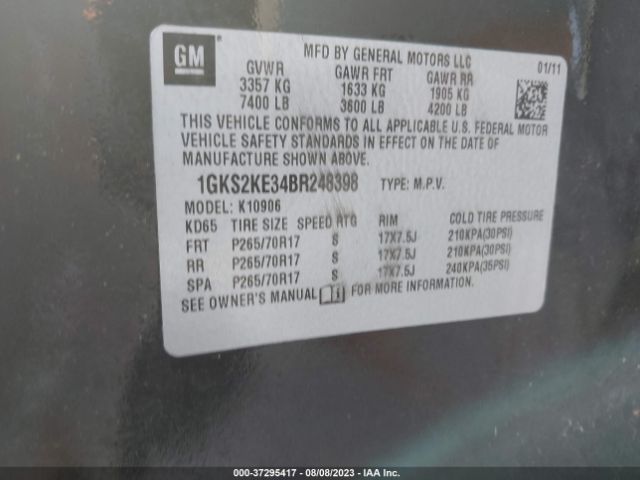 GM
MFD BY GENERAL MOTORS LLC
01/11
GVWR GAWR FRT GAWR RR
3357 KG 1633 KG 1905 KG
7400 LB 3600 LB 4200 LB
THIS VEHICLE CONFORMS TO ALL APPLICABLE U.S. FEDERAL MOTOR
VEHICLE SAFETY STANDARDS IN EFFECT ON THE DATE OF
MANUFACTURE SHOWN ABOVE.
1GKS2KE34BR248398 TYPE: M.P.V.
MODEL: K10906
KD65 TIRE SIZE SPEED RTG RIM COLD TIRE PRESSURE
FRT P265/70R17 S 17X7.5J 210KPA(30PSI)
RR P265/70R17 S 17X7.5J 210KPA(30PSI)
SPA P265/70R17 S 17X7.5J 240KPA(35PSI)
SEE OWNER'S MANUAL FOR MORE INFORMATION.
000-37295417 - 08/08/2023 - IAA Inc.